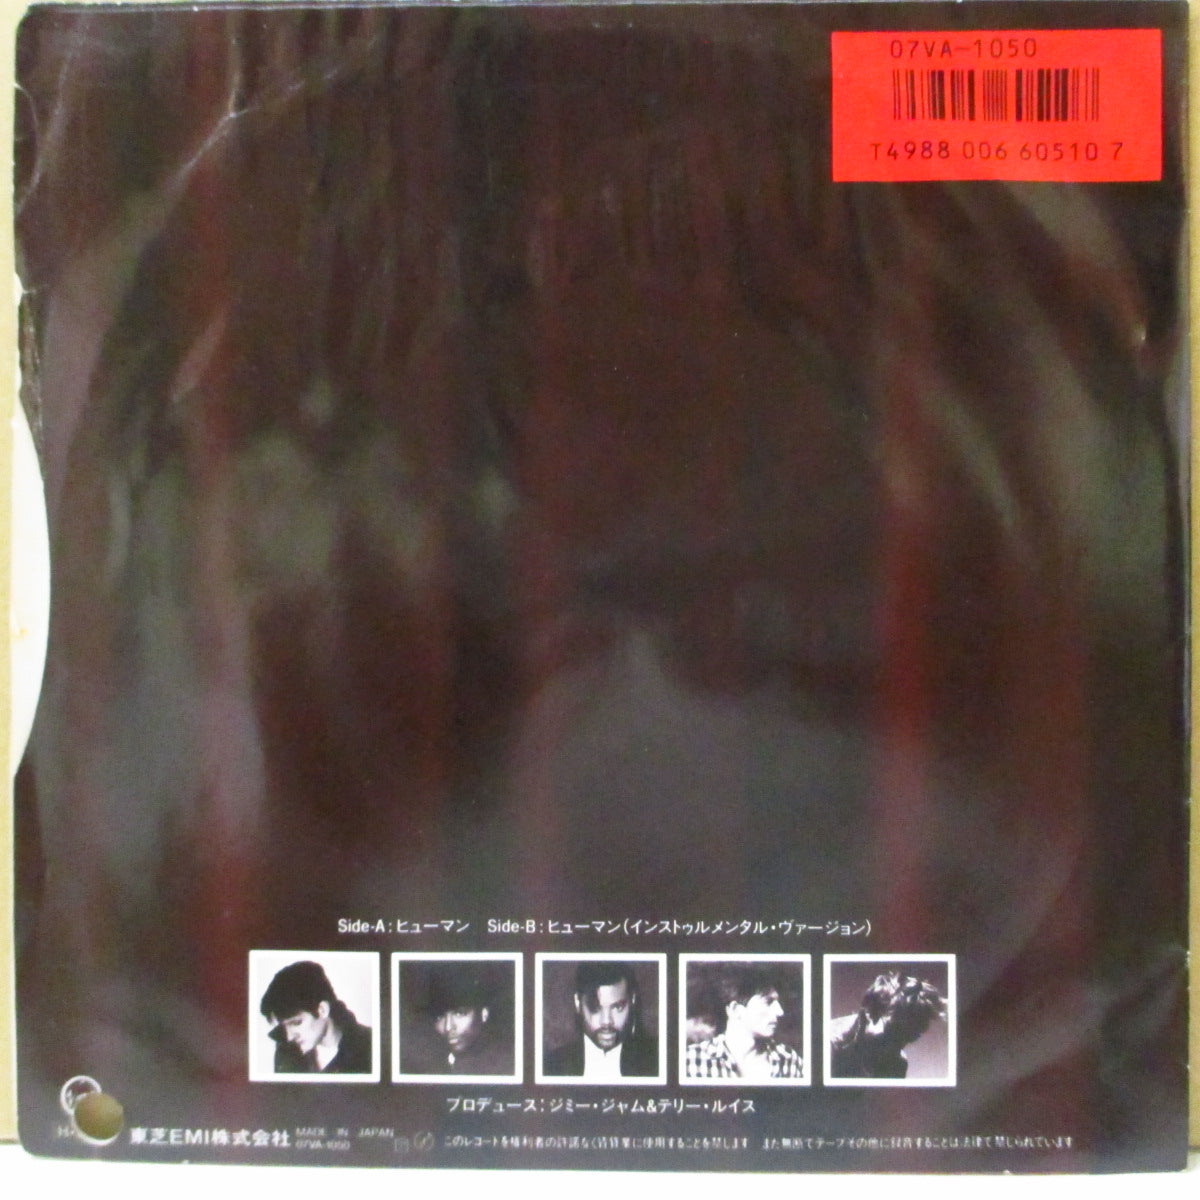 07VA-1050
T4988 006 60510 7
Side-A:ヒューマン Side-B:ヒューマン(インストゥルメンタル・ヴァージョン)
プロデュース:ジミー・ジャム&テリー・ルイス
東芝EMI株式会社 MADE IN JAPAN
07VA-1050
このレコードを権利者の許諾なく賃貸業に使用することを禁じます また無断でテープその他に録音することは法律で禁じられています